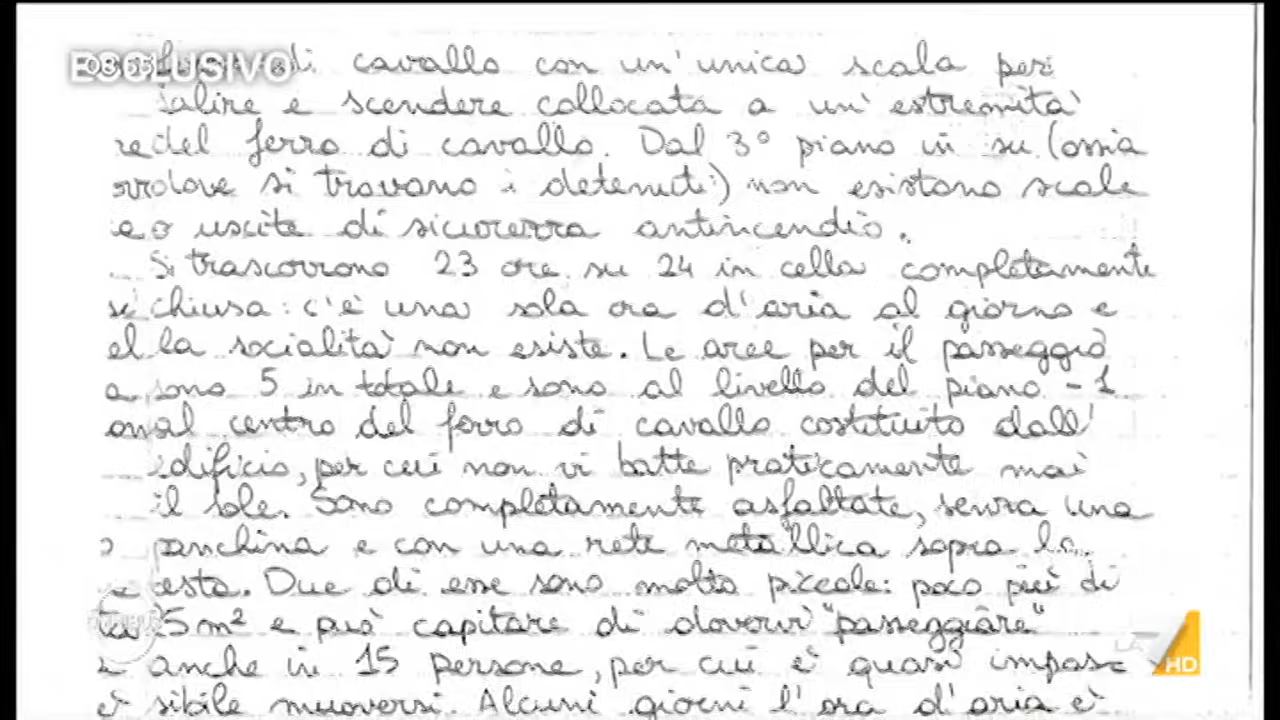 ESCLUSIVO
di cavallo con un'unica scala per
salire e scendere collocata a un'estremità
del ferro di cavallo. Dal 3° piano in su (ossia
dove si trovano i detenuti) non esistono scale
o uscite di sicurezza antincendio.
Si trascorrono 23 ore su 24 in cella completamente
chiusa: c'è una sola ora d'aria al giorno e
la socialità non esiste. Le aree per il passeggio
sono 5 in totale e sono al livello del piano -1
al centro del ferro di cavallo costituito dall'
edificio, per cui non vi batte praticamente mai
il sole. Sono completamente asfaltate, senza una
panchina e con una rete metallica sopra la
testa. Due di esse sono molto piccole: poco più di
m² e può capitare di dovervi "passeggiare"
anche in 15 persone, per cui è quasi impos
sibile muoversi. Alcuni giorni l'ora d'aria è
LA7
HD